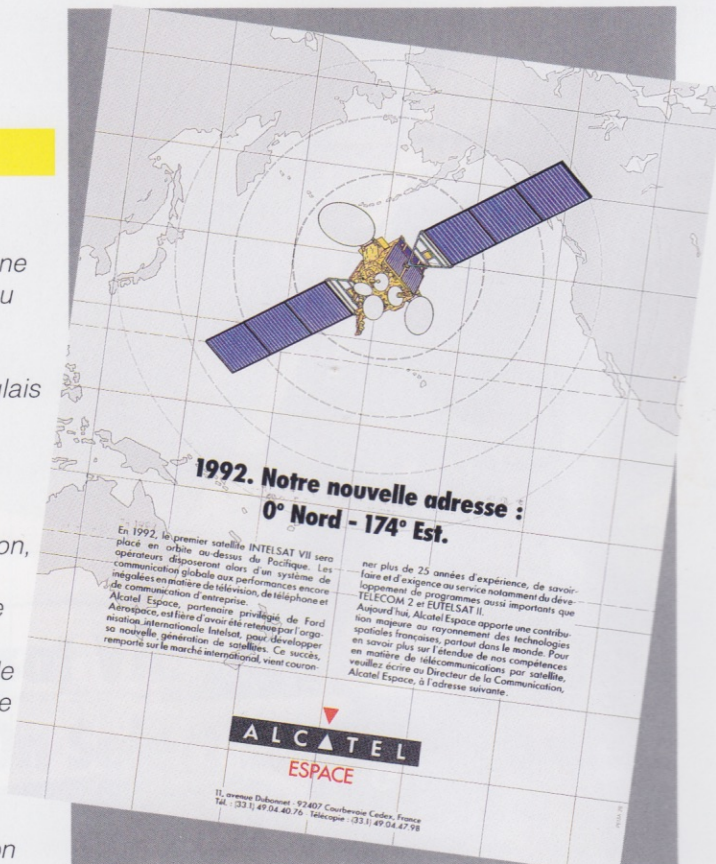 ne
u
lais
on,
e
le
e
on
1992. Notre nouvelle adresse :
0° Nord - 174° Est.
En 1992, le premier satellite INTELSAT VII sera
placé en orbite au-dessus du Pacifique. Les
opérateurs disposeront alors d'un système de
communication globale aux performances encore
inégalées en matière de télévision, de téléphone et
de communication d'entreprise.
Alcatel Espace, partenaire privilégié de Ford
Aérospace, est fière d'avoir été retenue par l'orga-
nisation internationale Intelsat, pour développer
sa nouvelle génération de satellites. Ce succès,
remporté sur le marché international, vient couron-
ner plus de 25 années d'expérience, de savoir-
faire et d'exigence au service notamment du déve-
loppement de programmes aussi importants que
TELECOM 2 et EUTELSAT II.
Aujourd'hui, Alcatel Espace apporte une contribu-
tion majeure au rayonnement des technologies
spatiales françaises, partout dans le monde. Pour
en savoir plus sur l'étendue de nos compétences
en matière de télécommunications par satellite,
veuillez écrire au Directeur de la Communication,
Alcatel Espace, à l'adresse suivante.
ALCATEL
ESPACE
11, avenue Dubonnet - 92407 Courbevoie Cedex, France
Tél. : (33.1) 49.04.40.76 - Télécopie : (33.1) 49.04.47.98